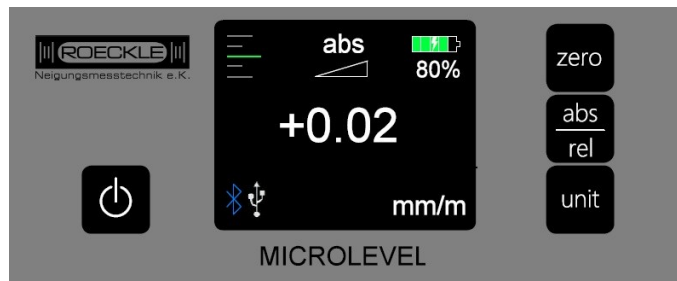 ROECKLE
Neigungsmesstechnik e.K.
abs
80%
+0.02
mm/m
zero
abs
rel
unit
MICROLEVEL